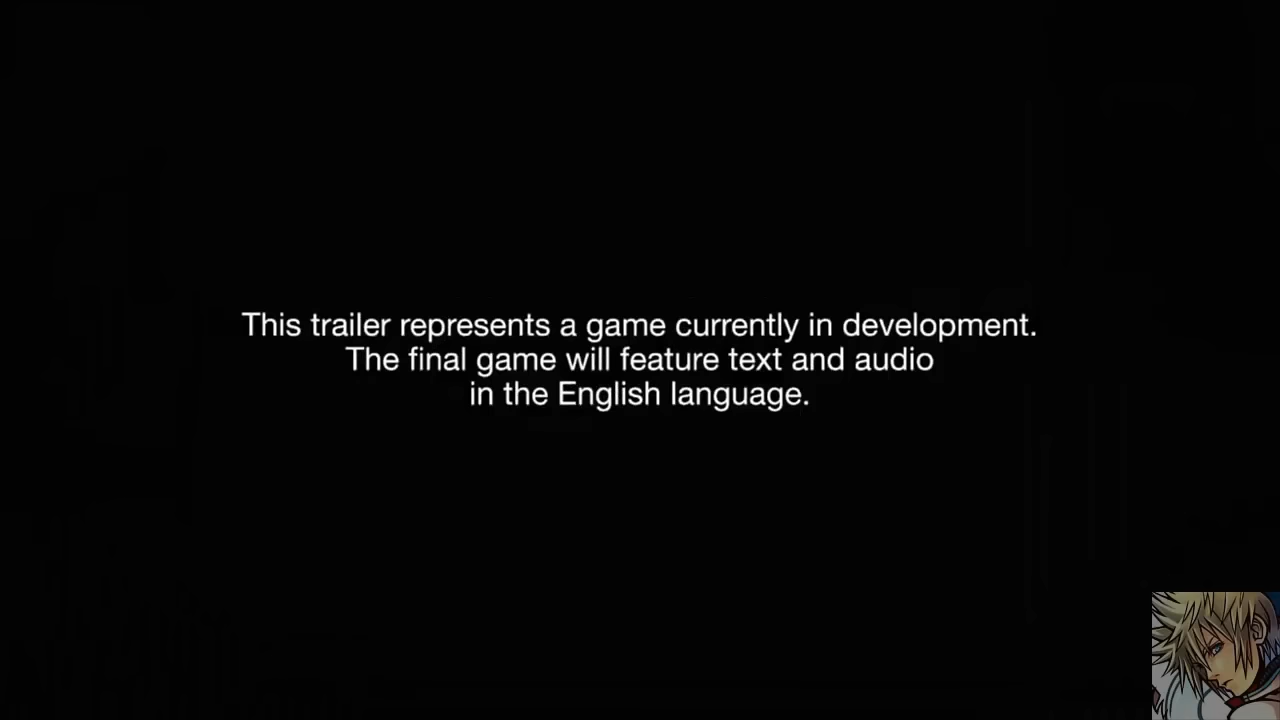 This trailer represents a game currently in development.
The final game will feature text and audio
in the English language.